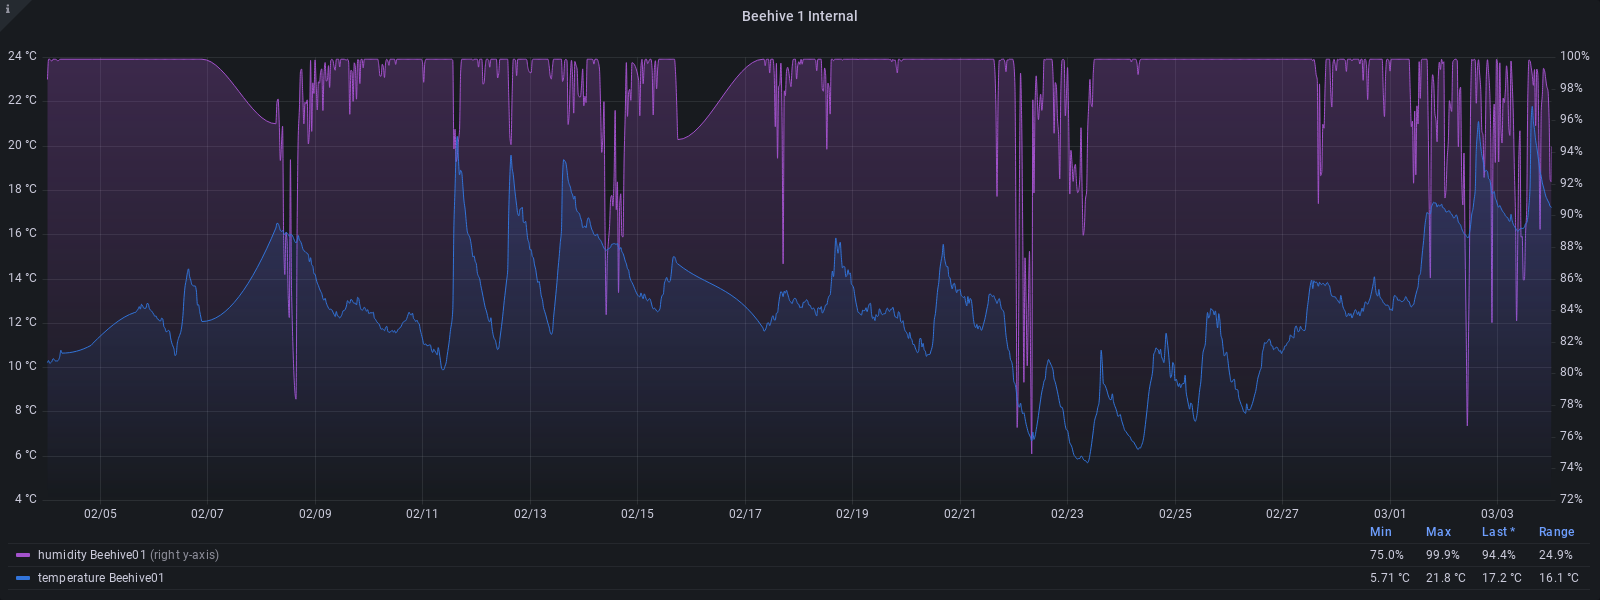 i
Beehive 1 Internal
24 °C
22 °C
20 °C
18 °C
16 °C
14 °C
12 °C
10 °C
8 °C
6 °C
4 °C
100%
98%
96%
94%
92%
90%
88%
86%
84%
82%
80%
78%
76%
74%
72%
02/05 02/07 02/09 02/11 02/13 02/15 02/17 02/19 02/21 02/23 02/25 02/27 03/01 03/03
Min Max Last * Range
humidity Beehive01 (right y-axis) 75.0% 99.9% 94.4% 24.9%
temperature Beehive01 5.71 °C 21.8 °C 17.2 °C 16.1 °C